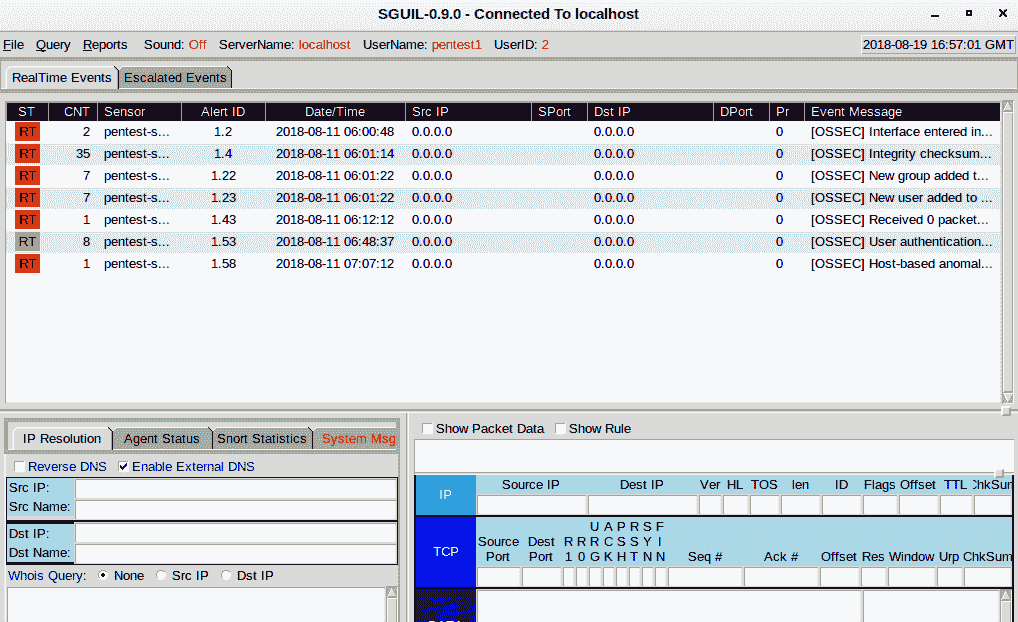 SGUIL-0.9.0 - Connected To localhost
File Query Reports Sound: Off ServerName: localhost UserName: pentest1 UserID: 2 2018-08-19 16:57:01 GMT
RealTime Events Escalated Events
ST CNT Sensor Alert ID Date/Time Src IP SPort Dst IP DPort Pr Event Message
RT 2 pentest-s... 1.2 2018-08-11 06:00:48 0.0.0.0 0.0.0.0 0 [OSSEC] Interface entered in...
RT 35 pentest-s... 1.4 2018-08-11 06:01:14 0.0.0.0 0.0.0.0 0 [OSSEC] Integrity checksum...
RT 7 pentest-s... 1.22 2018-08-11 06:01:22 0.0.0.0 0.0.0.0 0 [OSSEC] New group added t...
RT 7 pentest-s... 1.23 2018-08-11 06:01:22 0.0.0.0 0.0.0.0 0 [OSSEC] New user added to ...
RT 1 pentest-s... 1.43 2018-08-11 06:12:12 0.0.0.0 0.0.0.0 0 [OSSEC] Received 0 packet...
RT 8 pentest-s... 1.53 2018-08-11 06:48:37 0.0.0.0 0.0.0.0 0 [OSSEC] User authentication...
RT 1 pentest-s... 1.58 2018-08-11 07:07:12 0.0.0.0 0.0.0.0 0 [OSSEC] Host-based anomal...
IP Resolution Agent Status Snort Statistics System Msg
Reverse DNS Enable External DNS
Src IP:
Src Name:
Dst IP:
Dst Name:
Whois Query: None Src IP Dst IP
Show Packet Data Show Rule
IP Source IP Dest IP Ver HL TOS len ID Flags Offset TTL ChkSum
U A P R S F
Source Dest R R R C S S Y I
TCP Port Port 1 0 G K H T N N Seq # Ack # Offset Res Window Urp ChkSum